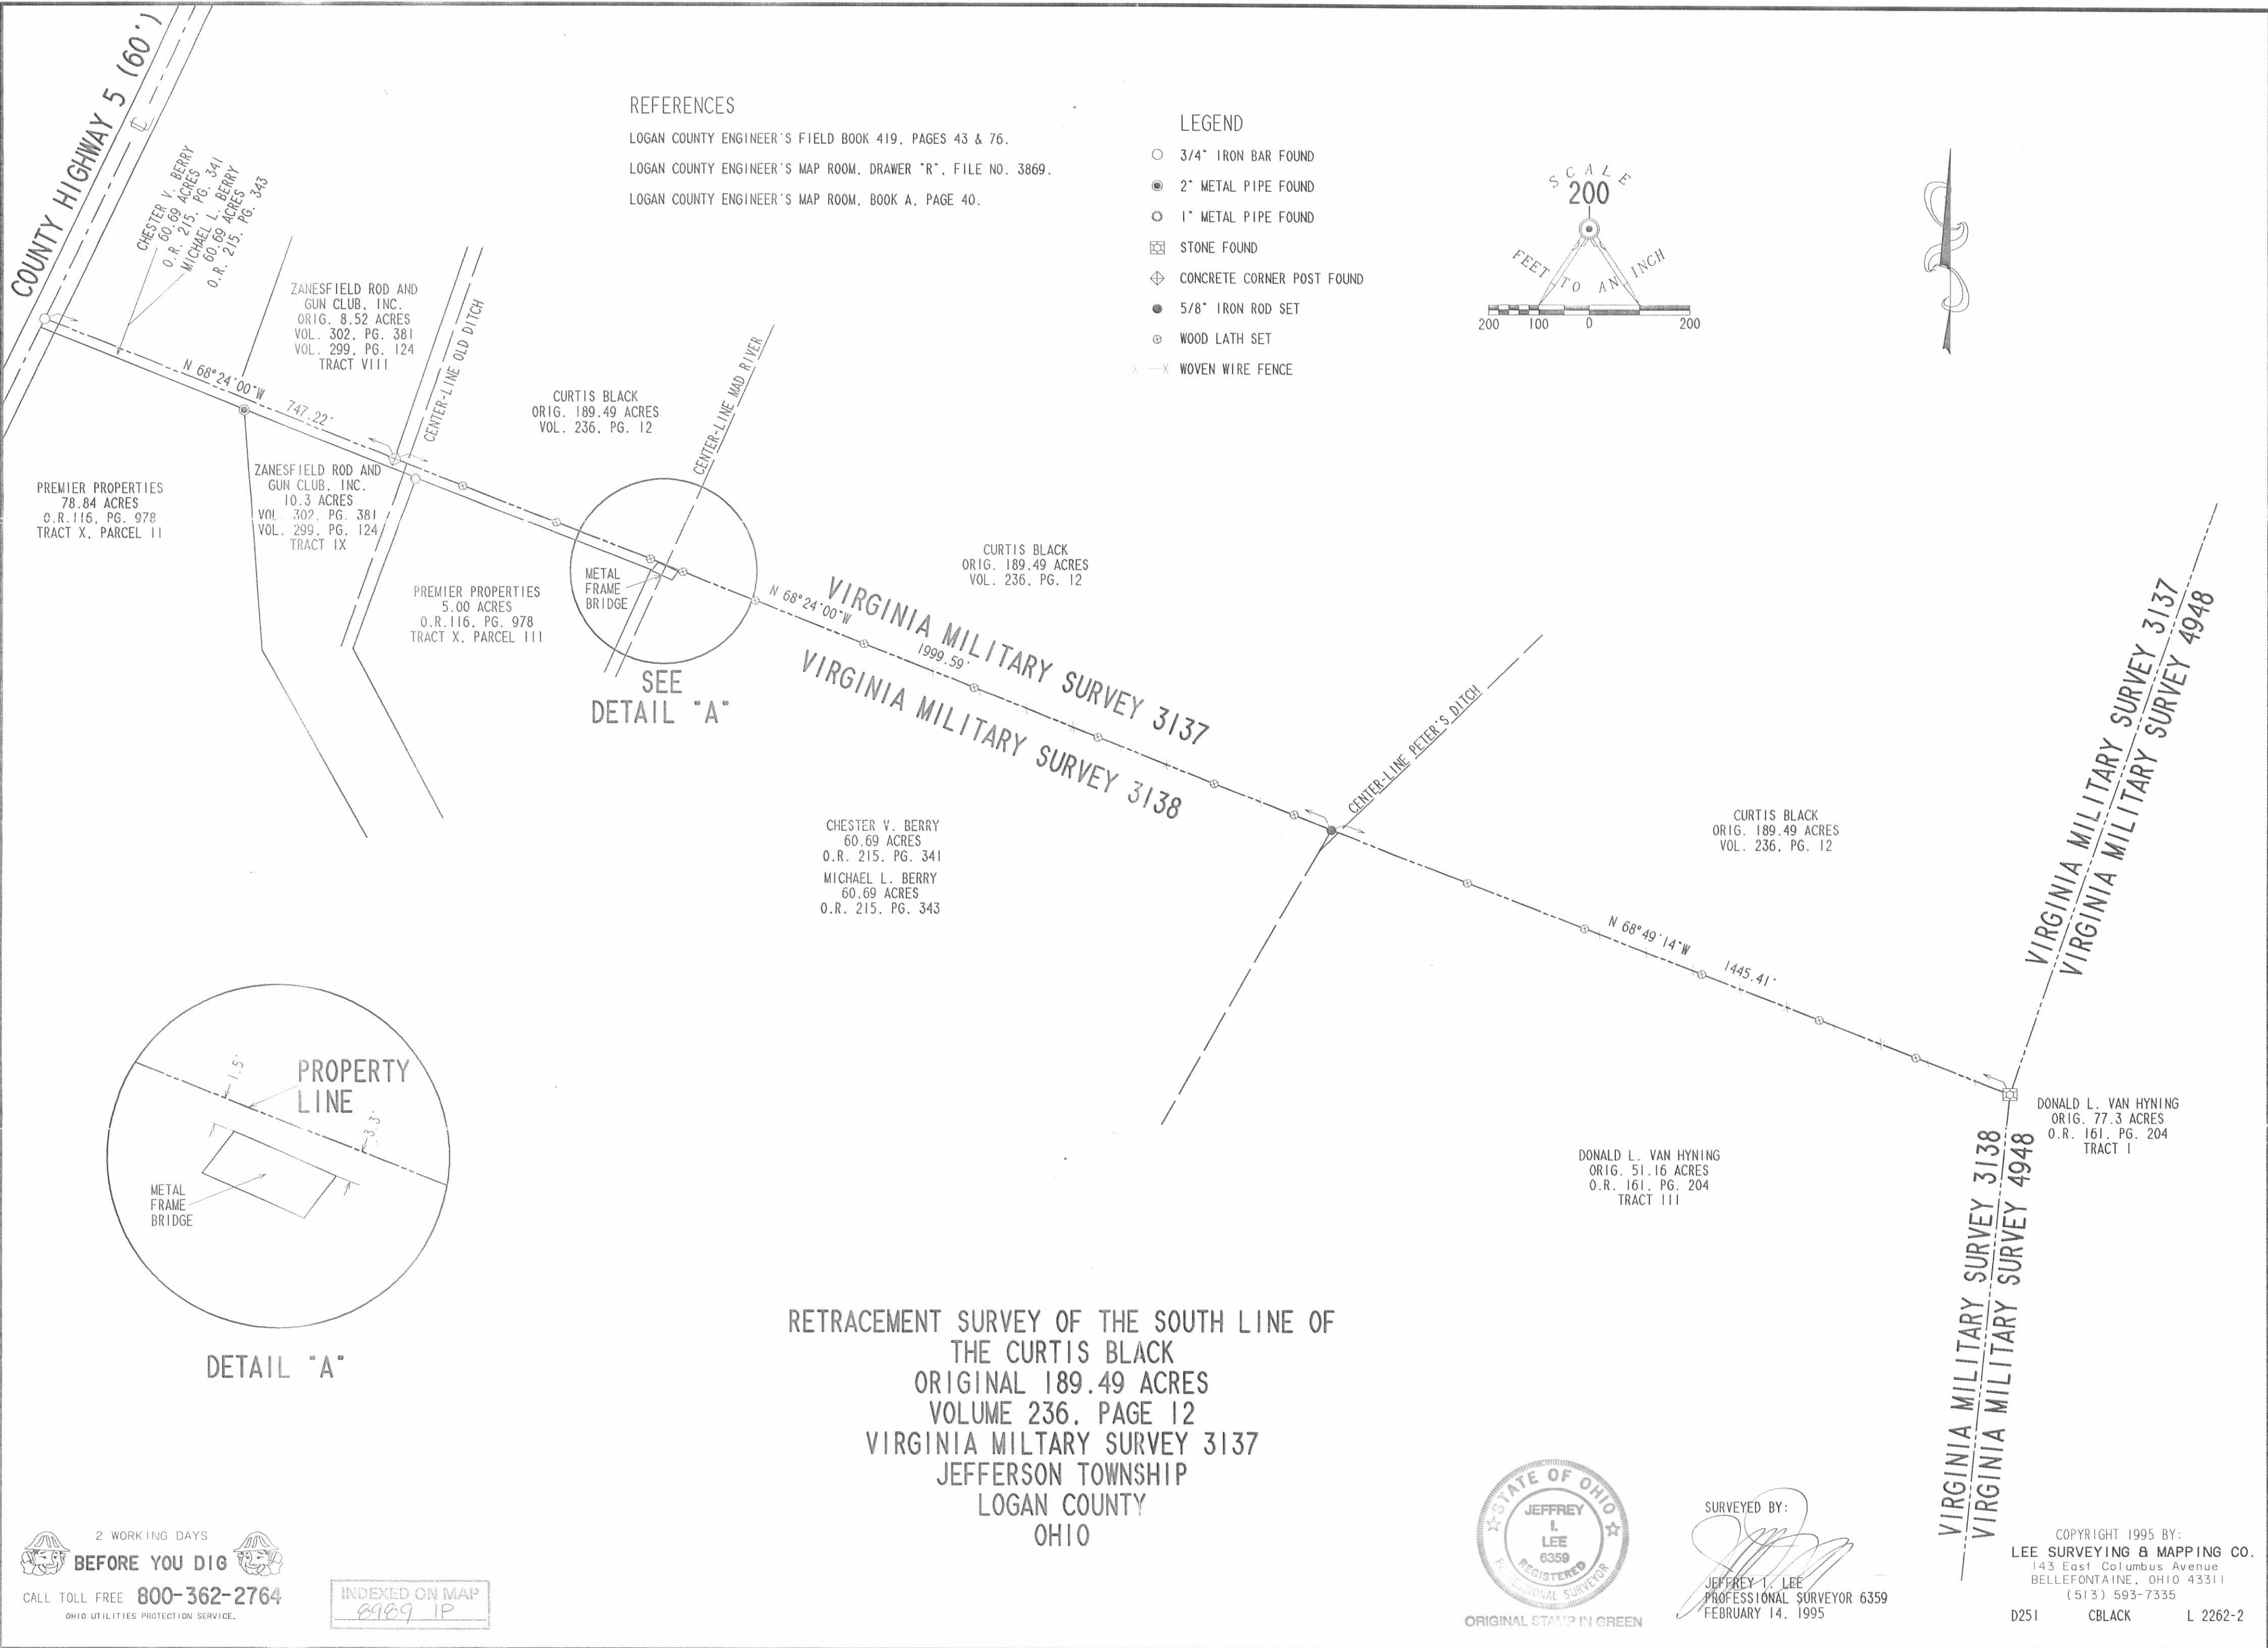 COUNTY HIGHWAY 5 (60')
CHESTER V. BERRY
60.69 ACRES
O.R. 215, PG. 341
MICHAEL L. BERRY
60.69 ACRES
O.R. 215, PG. 343
REFERENCES
LOGAN COUNTY ENGINEER'S FIELD BOOK 419, PAGES 43 & 76.
LOGAN COUNTY ENGINEER'S MAP ROOM, DRAWER "R", FILE NO. 3869.
LOGAN COUNTY ENGINEER'S MAP ROOM, BOOK A, PAGE 40.
LEGEND
3/4" IRON BAR FOUND
2" METAL PIPE FOUND
1" METAL PIPE FOUND
STONE FOUND
CONCRETE CORNER POST FOUND
5/8" IRON ROD SET
WOOD LATH SET
X X WOVEN WIRE FENCE
SCALE
200
FEET TO AN INCH
200 100 0 200
ZANESFIELD ROD AND
GUN CLUB, INC.
ORIG. 8.52 ACRES
VOL. 302, PG. 381
VOL. 299, PG. 124
TRACT VIII
CENTER-LINE OLD DITCH
CURTIS BLACK
ORIG. 189.49 ACRES
VOL. 236, PG. 12
CENTER-LINE MAD RIVER
N 68°24'00"W
747.22'
PREMIER PROPERTIES
78.84 ACRES
O.R.116, PG. 978
TRACT X, PARCEL II
ZANESFIELD ROD AND
GUN CLUB, INC.
10.3 ACRES
VOL. 302, PG. 381
VOL. 299, PG. 124
TRACT IX
PREMIER PROPERTIES
5.00 ACRES
O.R.116, PG. 978
TRACT X, PARCEL III
METAL
FRAME
BRIDGE
SEE
DETAIL "A"
CURTIS BLACK
ORIG. 189.49 ACRES
VOL. 236, PG. 12
N 68°24'00"W
1999.59'
VIRGINIA MILITARY SURVEY 3137
VIRGINIA MILITARY SURVEY 3138
CENTER-LINE PETER'S DITCH
CHESTER V. BERRY
60.69 ACRES
O.R. 215, PG. 341
MICHAEL L. BERRY
60.69 ACRES
O.R. 215, PG. 343
CURTIS BLACK
ORIG. 189.49 ACRES
VOL. 236, PG. 12
N 68°49'14"W
1445.41'
VIRGINIA MILITARY SURVEY 3137
VIRGINIA MILITARY SURVEY 4948
DONALD L. VAN HYNING
ORIG. 77.3 ACRES
O.R. 161, PG. 204
TRACT I
DONALD L. VAN HYNING
ORIG. 51.16 ACRES
O.R. 161, PG. 204
TRACT III
VIRGINIA MILITARY SURVEY 3138
VIRGINIA MILITARY SURVEY 4948
1.5'
PROPERTY
LINE
3.3'
METAL
FRAME
BRIDGE
DETAIL "A"
RETRACEMENT SURVEY OF THE SOUTH LINE OF
THE CURTIS BLACK
ORIGINAL 189.49 ACRES
VOLUME 236, PAGE 12
VIRGINIA MILTARY SURVEY 3137
JEFFERSON TOWNSHIP
LOGAN COUNTY
OHIO
2 WORKING DAYS
BEFORE YOU DIG
CALL TOLL FREE 800-362-2764
OHIO UTILITIES PROTECTION SERVICE.
INDEXED ON MAP
8989 IP
STATE OF OHIO
JEFFREY
I.
LEE
6359
REGISTERED
PROFESSIONAL SURVEYOR
ORIGINAL STAMP IN GREEN
SURVEYED BY:
JEFFREY I. LEE
PROFESSIONAL SURVEYOR 6359
FEBRUARY 14, 1995
COPYRIGHT 1995 BY:
LEE SURVEYING & MAPPING CO.
143 East Columbus Avenue
BELLEFONTAINE, OHIO 43311
(513) 593-7335
D251 CBLACK L 2262-2